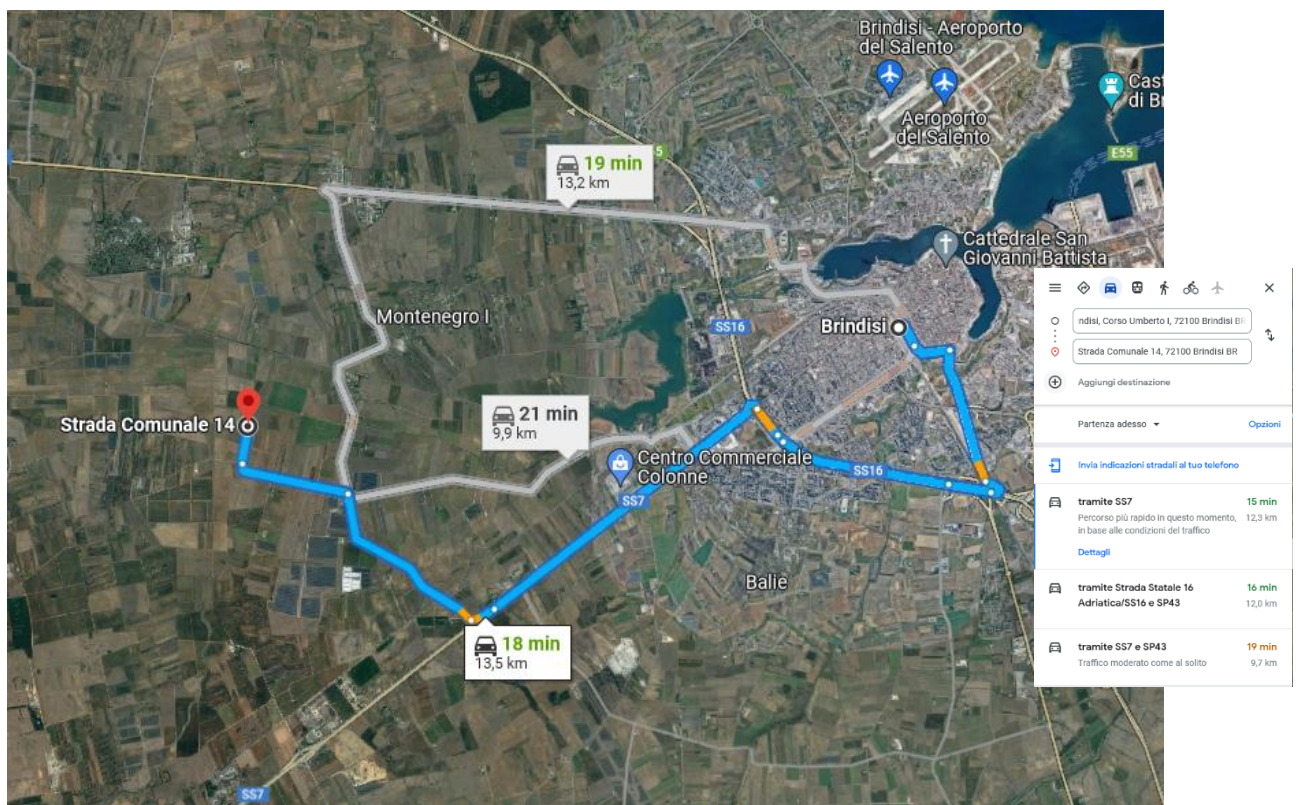 Brindisi - Aeroporto
del Salento
Cast
di Br
Aeroporto
del Salento
E55
19 min
13,2 km
5
Cattedrale San
Giovanni Battista
Montenegro I
SS16
Brindisi
Strada Comunale 14
21 min
9,9 km
Centro Commerciale
Colonne
SS16
SS7
Balie
18 min
13,5 km
SS7
ndisi, Corso Umberto I, 72100 Brindisi BR
Strada Comunale 14, 72100 Brindisi BR
Aggiungi destinazione
Partenza adesso
Opzioni
Invia indicazioni stradali al tuo telefono
tramite SS7 15 min
Percorso più rapido in questo momento, 12,3 km
in base alle condizioni del traffico
Dettagli
tramite Strada Statale 16 16 min
Adriatica/SS16 e SP43 12,0 km
tramite SS7 e SP43 19 min
Traffico moderato come al solito 9,7 km